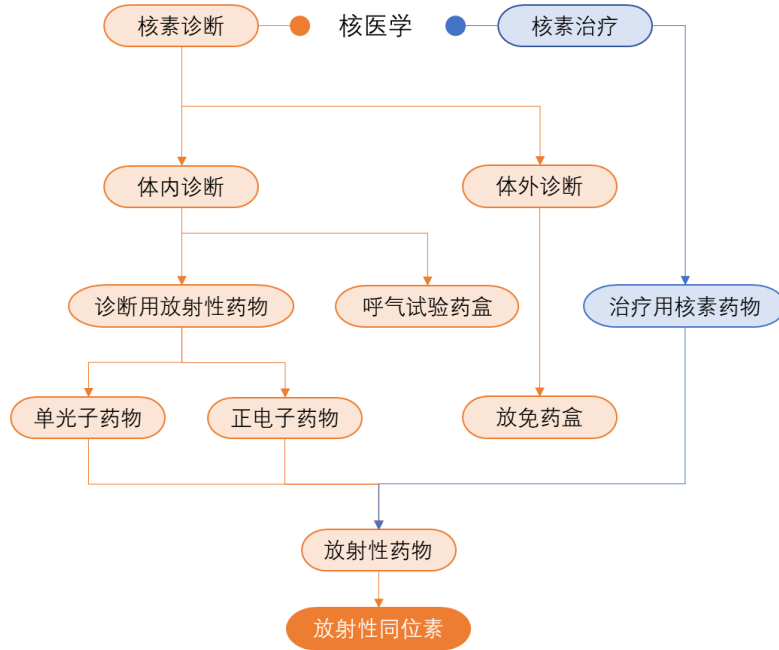 核素诊断
核医学
核素治疗
体内诊断
体外诊断
诊断用放射性药物
呼气试验药盒
治疗用核素药物
单光子药物
正电子药物
放免药盒
放射性药物
放射性同位素